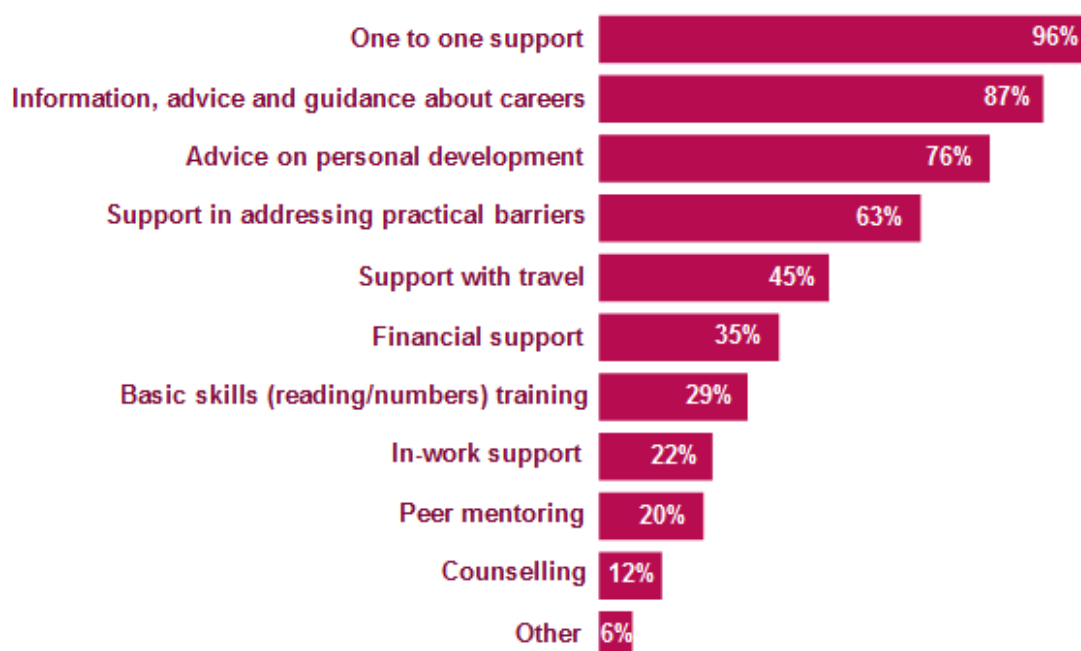 One to one support 96%
Information, advice and guidance about careers 87%
Advice on personal development 76%
Support in addressing practical barriers 63%
Support with travel 45%
Financial support 35%
Basic skills (reading/numbers) training 29%
In-work support 22%
Peer mentoring 20%
Counselling 12%
Other 6%